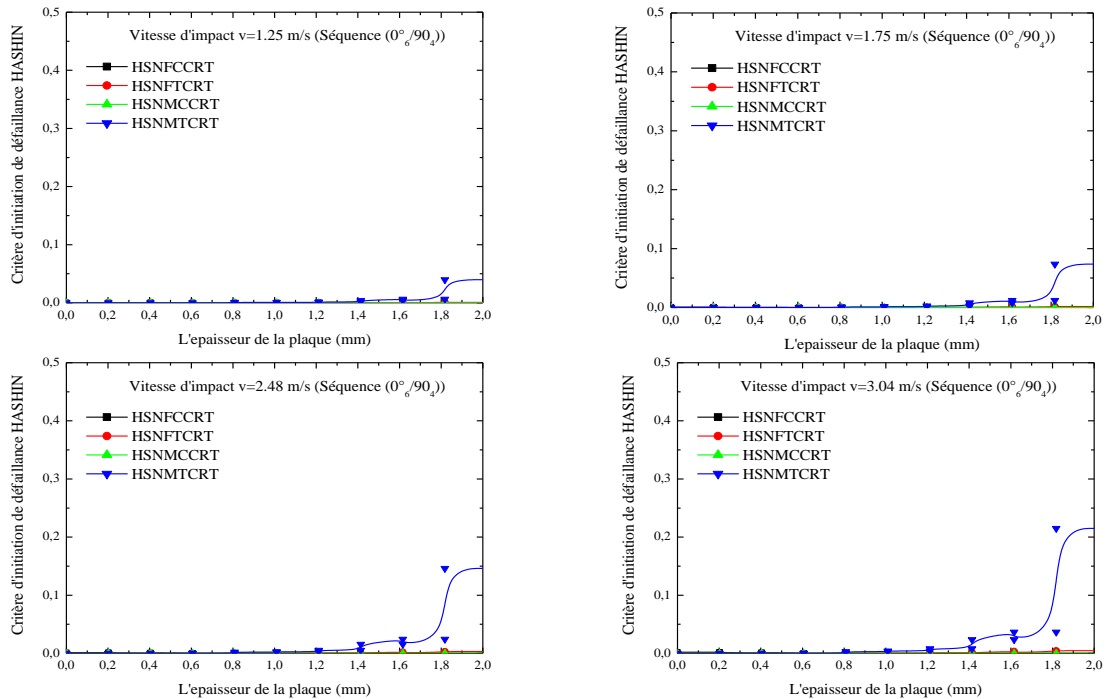 Vitesse d'impact v=1.25 m/s (Séquence (0°₆/90₄))
HSNFCCRT
HSNFTCRT
HSNMCCRT
HSNMTCRT
Critère d'initiation de défaillance HASHIN
0,5
0,4
0,3
0,2
0,1
0,0
0,0 0,2 0,4 0,6 0,8 1,0 1,2 1,4 1,6 1,8 2,0
L'epaisseur de la plaque (mm)
Vitesse d'impact v=1.75 m/s (Séquence (0°₆/90₄))
HSNFCCRT
HSNFTCRT
HSNMCCRT
HSNMTCRT
Critère d'initiation de défaillance HASHIN
0,5
0,4
0,3
0,2
0,1
0,0
0,0 0,2 0,4 0,6 0,8 1,0 1,2 1,4 1,6 1,8 2,0
L'epaisseur de la plaque (mm)
Vitesse d'impact v=2.48 m/s (Séquence (0°₆/90₄))
HSNFCCRT
HSNFTCRT
HSNMCCRT
HSNMTCRT
Critère d'initiation de défaillance HASHIN
0,5
0,4
0,3
0,2
0,1
0,0
0,0 0,2 0,4 0,6 0,8 1,0 1,2 1,4 1,6 1,8 2,0
L'epaisseur de la plaque (mm)
Vitesse d'impact v=3.04 m/s (Séquence (0°₆/90₄))
HSNFCCRT
HSNFTCRT
HSNMCCRT
HSNMTCRT
Critère d'initiation de défaillance HASHIN
0,5
0,4
0,3
0,2
0,1
0,0
0,0 0,2 0,4 0,6 0,8 1,0 1,2 1,4 1,6 1,8 2,0
L'epaisseur de la plaque (mm)